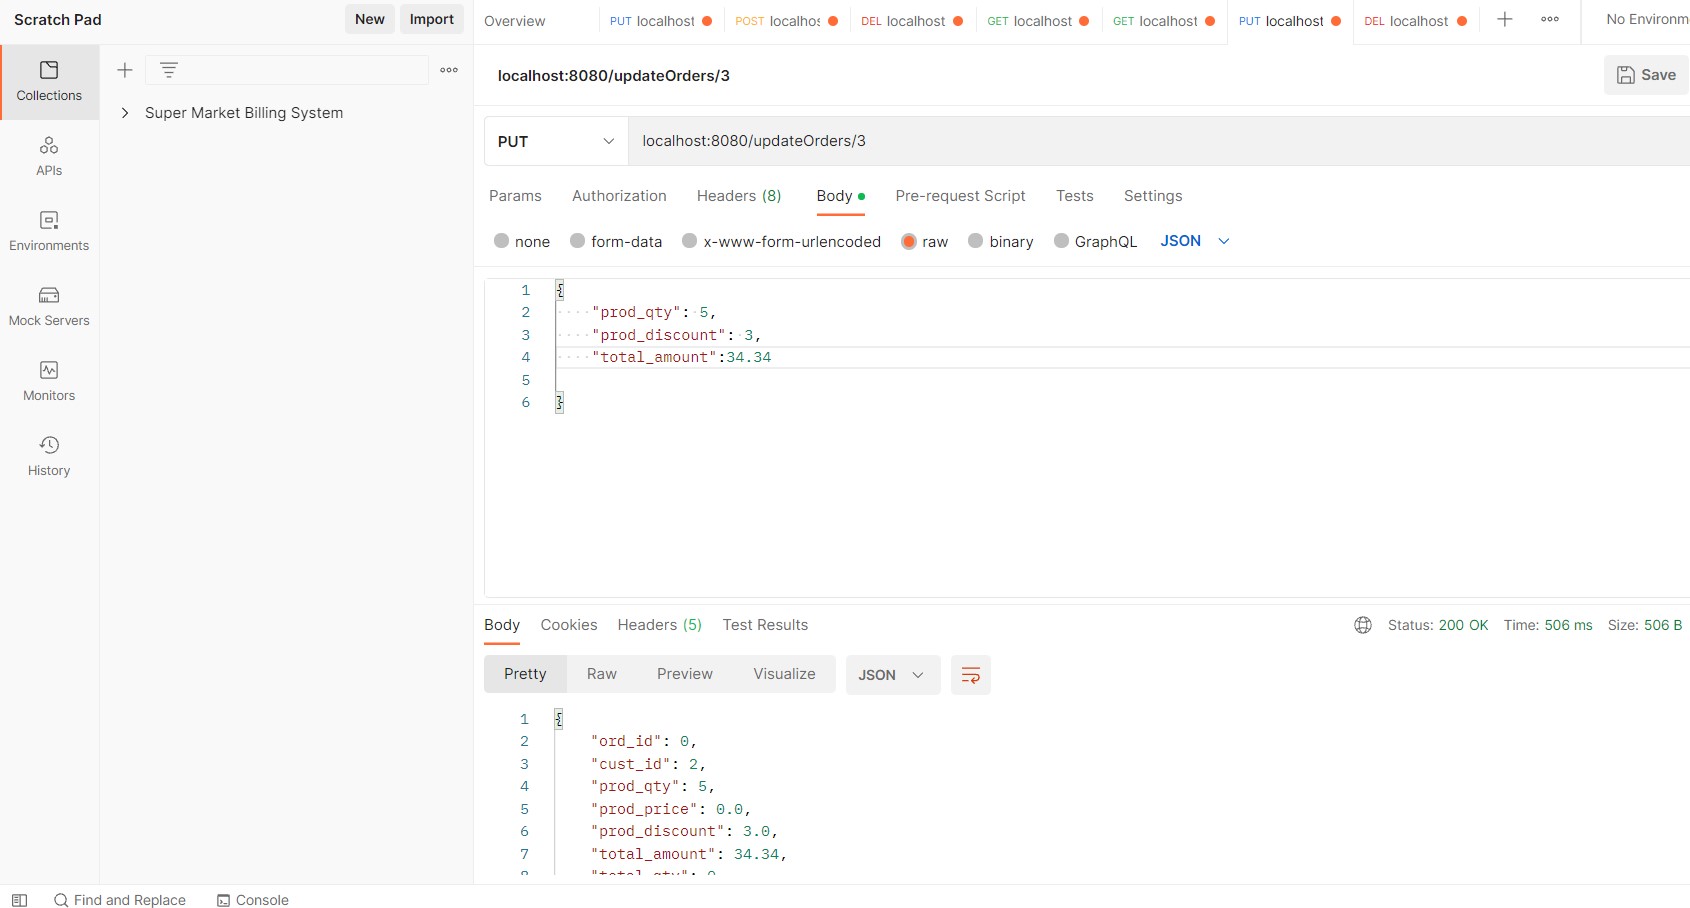 Scratch Pad
New
Import
Overview
PUT localhost
POST localhos
DEL localhost
GET localhost
GET localhost
PUT localhost
DEL localhost
No Environm
Collections
APIs
Environments
Mock Servers
Monitors
History
Super Market Billing System
localhost:8080/updateOrders/3
Save
PUT
localhost:8080/updateOrders/3
Params
Authorization
Headers (8)
Body
Pre-request Script
Tests
Settings
none
form-data
x-www-form-urlencoded
raw
binary
GraphQL
JSON
1 {
2 "prod_qty": 5,
3 "prod_discount": 3,
4 "total_amount":34.34
5
6 }
Body
Cookies
Headers (5)
Test Results
Status: 200 OK
Time: 506 ms
Size: 506 B
Pretty
Raw
Preview
Visualize
JSON
1 {
2 "ord_id": 0,
3 "cust_id": 2,
4 "prod_qty": 5,
5 "prod_price": 0.0,
6 "prod_discount": 3.0,
7 "total_amount": 34.34,
Find and Replace
Console